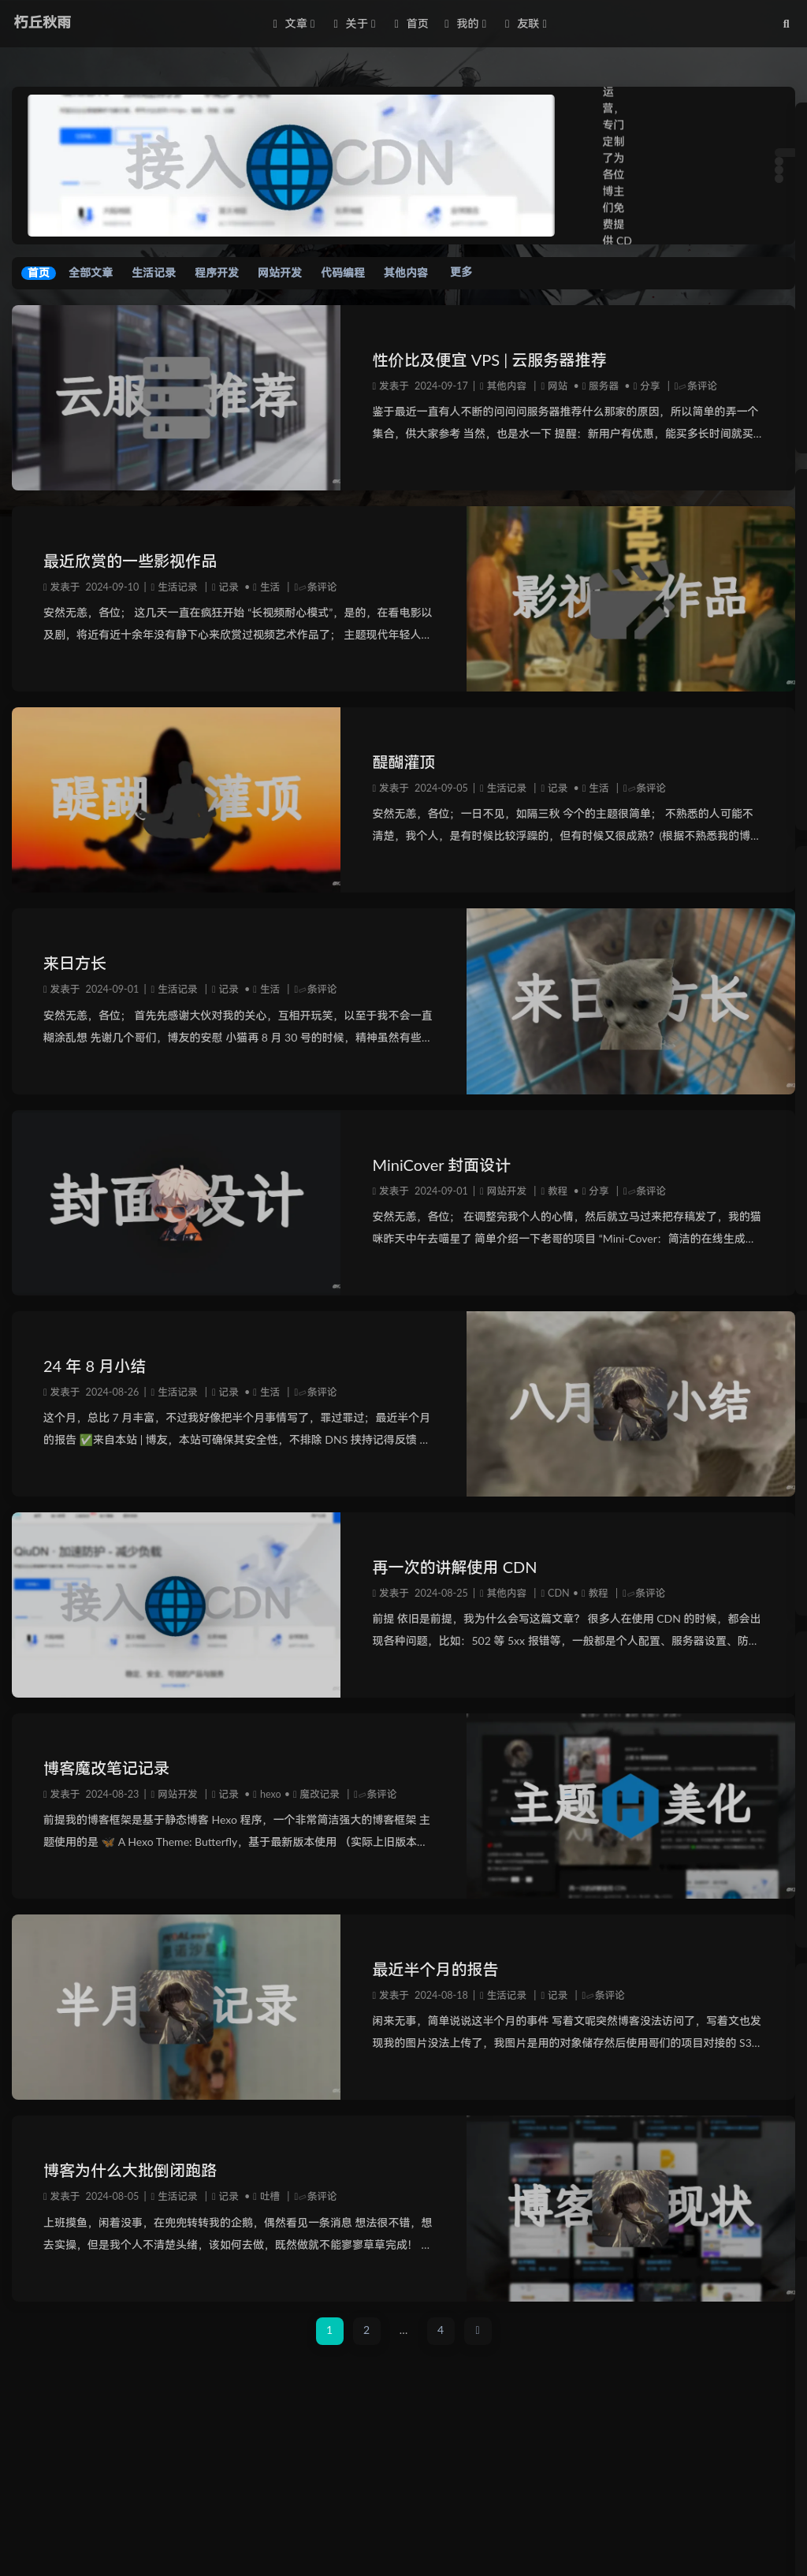 朽丘秋雨
文章 关于 首页 我的 友联
接入 CDN
运
营，
专门
定制
了为
各位
博主
们免
费提
供 CD
首页 全部文章 生活记录 程序开发 网站开发 代码编程 其他内容 更多
云服 推荐
性价比及便宜 VPS | 云服务器推荐
发表于 2024-09-17 | 其他内容 | 网站 • 服务器 • 分享 | 条评论
鉴于最近一直有人不断的问问问服务器推荐什么那家的原因，所以简单的弄一个
集合，供大家参考 当然，也是水一下 提醒：新用户有优惠，能买多长时间就买...
最近欣赏的一些影视作品
发表于 2024-09-10 | 生活记录 | 记录 • 生活 | 条评论
安然无恙，各位； 这几天一直在疯狂开始 “长视频耐心模式”，是的，在看电影以
及剧，将近有近十余年没有静下心来欣赏过视频艺术作品了； 主题现代年轻人...
影视 作品
醍醐 灌顶
醍醐灌顶
发表于 2024-09-05 | 生活记录 | 记录 • 生活 | 条评论
安然无恙，各位；一日不见，如隔三秋 今个的主题很简单； 不熟悉的人可能不
清楚，我个人，是有时候比较浮躁的，但有时候又很成熟？(根据不熟悉我的博...
来日方长
发表于 2024-09-01 | 生活记录 | 记录 • 生活 | 条评论
安然无恙，各位； 首先先感谢大伙对我的关心，互相开玩笑，以至于我不会一直
糊涂乱想 先谢几个哥们，博友的安慰 小猫再 8 月 30 号的时候，精神虽然有些...
来日 方长
封面 设计
MiniCover 封面设计
发表于 2024-09-01 | 网站开发 | 教程 • 分享 | 条评论
安然无恙，各位； 在调整完我个人的心情，然后就立马过来把存稿发了，我的猫
咪昨天中午去喵星了 简单介绍一下老哥的项目 “Mini-Cover：简洁的在线生成...
24 年 8 月小结
发表于 2024-08-26 | 生活记录 | 记录 • 生活 | 条评论
这个月，总比 7 月丰富，不过我好像把半个月事情写了，罪过罪过；最近半个月
的报告 ✅来自本站 | 博友，本站可确保其安全性，不排除 DNS 挟持记得反馈 ...
八月 小结
QiuDN · 加速防护 - 减少负载
接入 CDN
再一次的讲解使用 CDN
发表于 2024-08-25 | 其他内容 | CDN • 教程 | 条评论
前提 依旧是前提，我为什么会写这篇文章？ 很多人在使用 CDN 的时候，都会出
现各种问题，比如：502 等 5xx 报错等，一般都是个人配置、服务器设置、防...
博客魔改笔记记录
发表于 2024-08-23 | 网站开发 | 记录 • hexo • 魔改记录 | 条评论
前提我的博客框架是基于静态博客 Hexo 程序，一个非常简洁强大的博客框架 主
题使用的是 🦋 A Hexo Theme: Butterfly，基于最新版本使用 （实际上旧版本...
主题 H 美化
半月 记录
最近半个月的报告
发表于 2024-08-18 | 生活记录 | 记录 | 条评论
闲来无事，简单说说这半个月的事件 写着文呢突然博客没法访问了，写着文也发
现我的图片没法上传了，我图片是用的对象储存然后使用哥们的项目对接的 S3...
博客为什么大批倒闭跑路
发表于 2024-08-05 | 生活记录 | 记录 • 吐槽 | 条评论
上班摸鱼，闲着没事，在兜兜转转我的企鹅，偶然看见一条消息 想法很不错，想
去实操，但是我个人不清楚头绪，该如何去做，既然做就不能寥寥草草完成！ ...
博客 现状
1 2 … 4